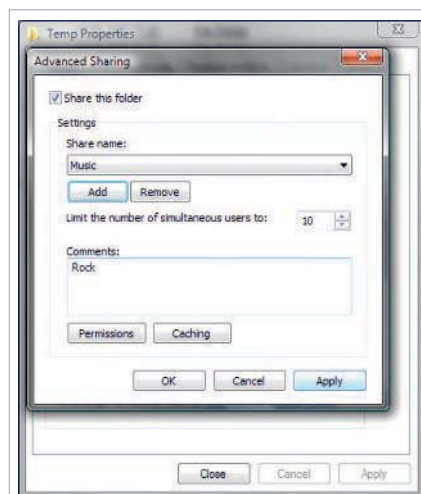 Temp Properties
Advanced Sharing
Share this folder
Settings
Share name:
Music
Add Remove
Limit the number of simultaneous users to: 10
Comments:
Rock
Permissions Caching
OK Cancel Apply
Close Cancel Apply